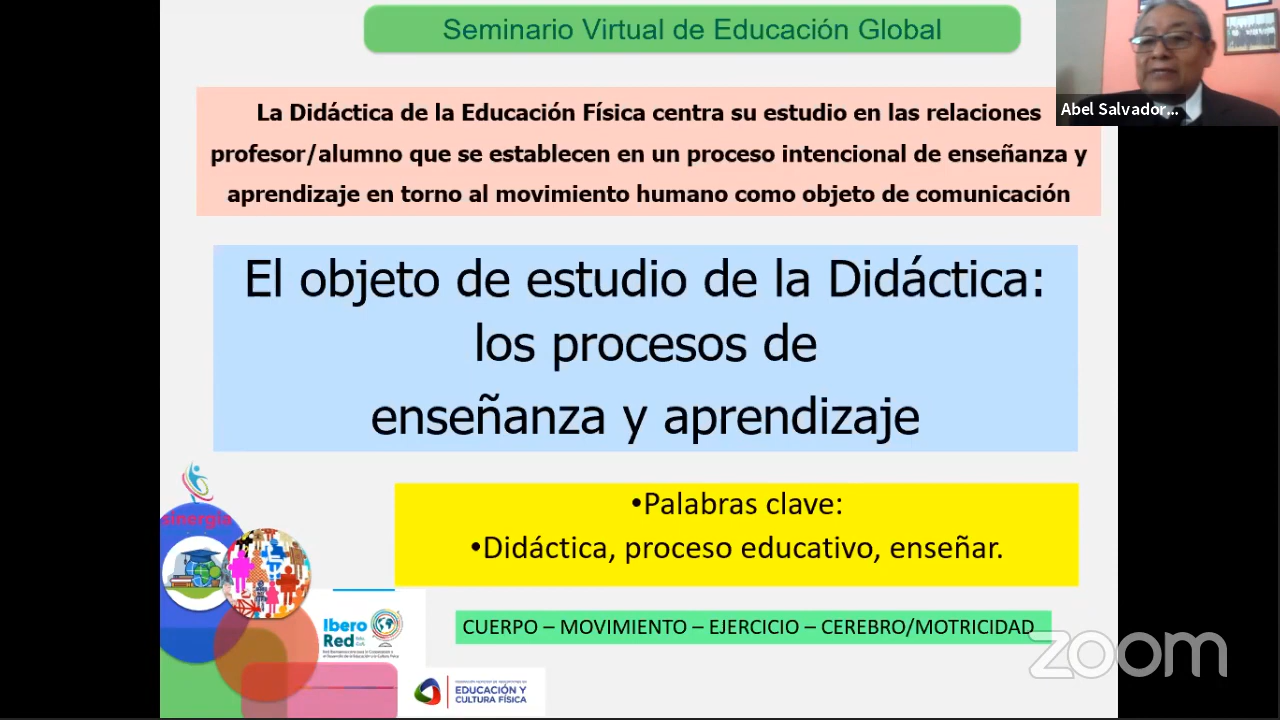 Seminario Virtual de Educación Global
Abel Salvador...
La Didáctica de la Educación Física centra su estudio en las relaciones
profesor/alumno que se establecen en un proceso intencional de enseñanza y
aprendizaje en torno al movimiento humano como objeto de comunicación
El objeto de estudio de la Didáctica:
los procesos de
enseñanza y aprendizaje
•Palabras clave:
•Didáctica, proceso educativo, enseñar.
sinergia
Ibero
Red
CUERPO – MOVIMIENTO – EJERCICIO – CEREBRO/MOTRICIDAD
zoom
EDUCACIÓN Y
CULTURA FÍSICA